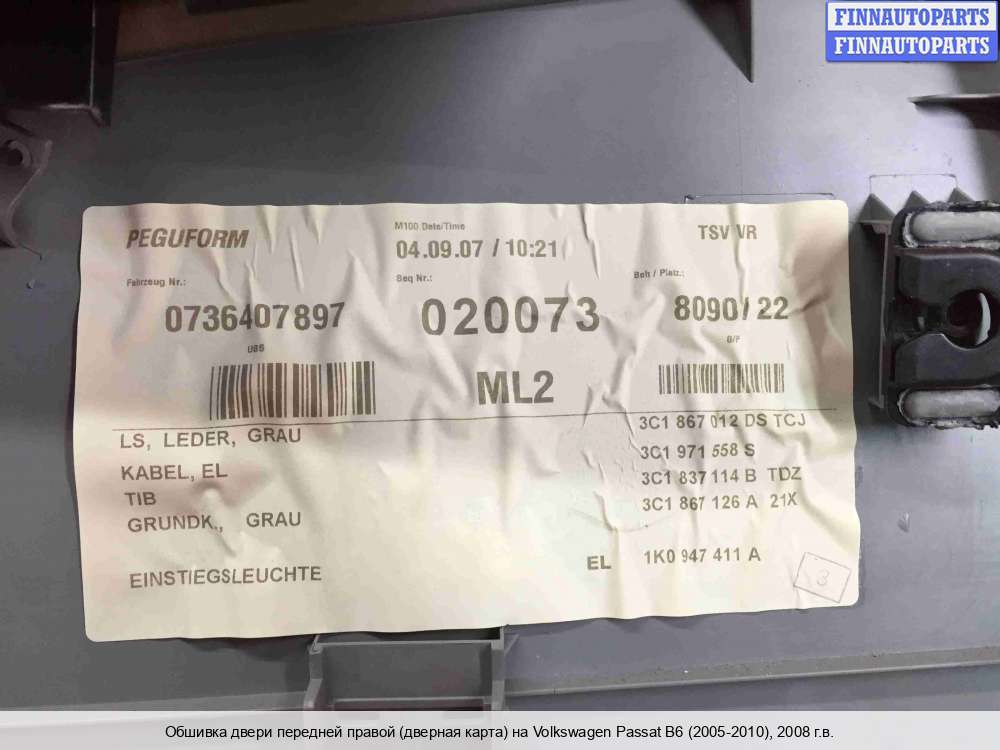 FINNAUTOPARTS
FINNAUTOPARTS
PEGUFORM
M100 Date/Time
04.09.07 / 10:21
TSV VR
Fahrzeug Nr.:
0736407897
Seq Nr.:
020073
Beh / Platz.:
8090/22
UBS
B/P
ML2
LS, LEDER, GRAU
3C1 867 012 DS TCJ
3C1 971 558 S
KABEL, EL
3C1 837 114 B TDZ
TIB
3C1 867 126 A 21X
GRUNDK., GRAU
EINSTIEGSLEUCHTE
EL 1K0 947 411 A
3
Обшивка двери передней правой (дверная карта) на Volkswagen Passat B6 (2005-2010), 2008 г.в.